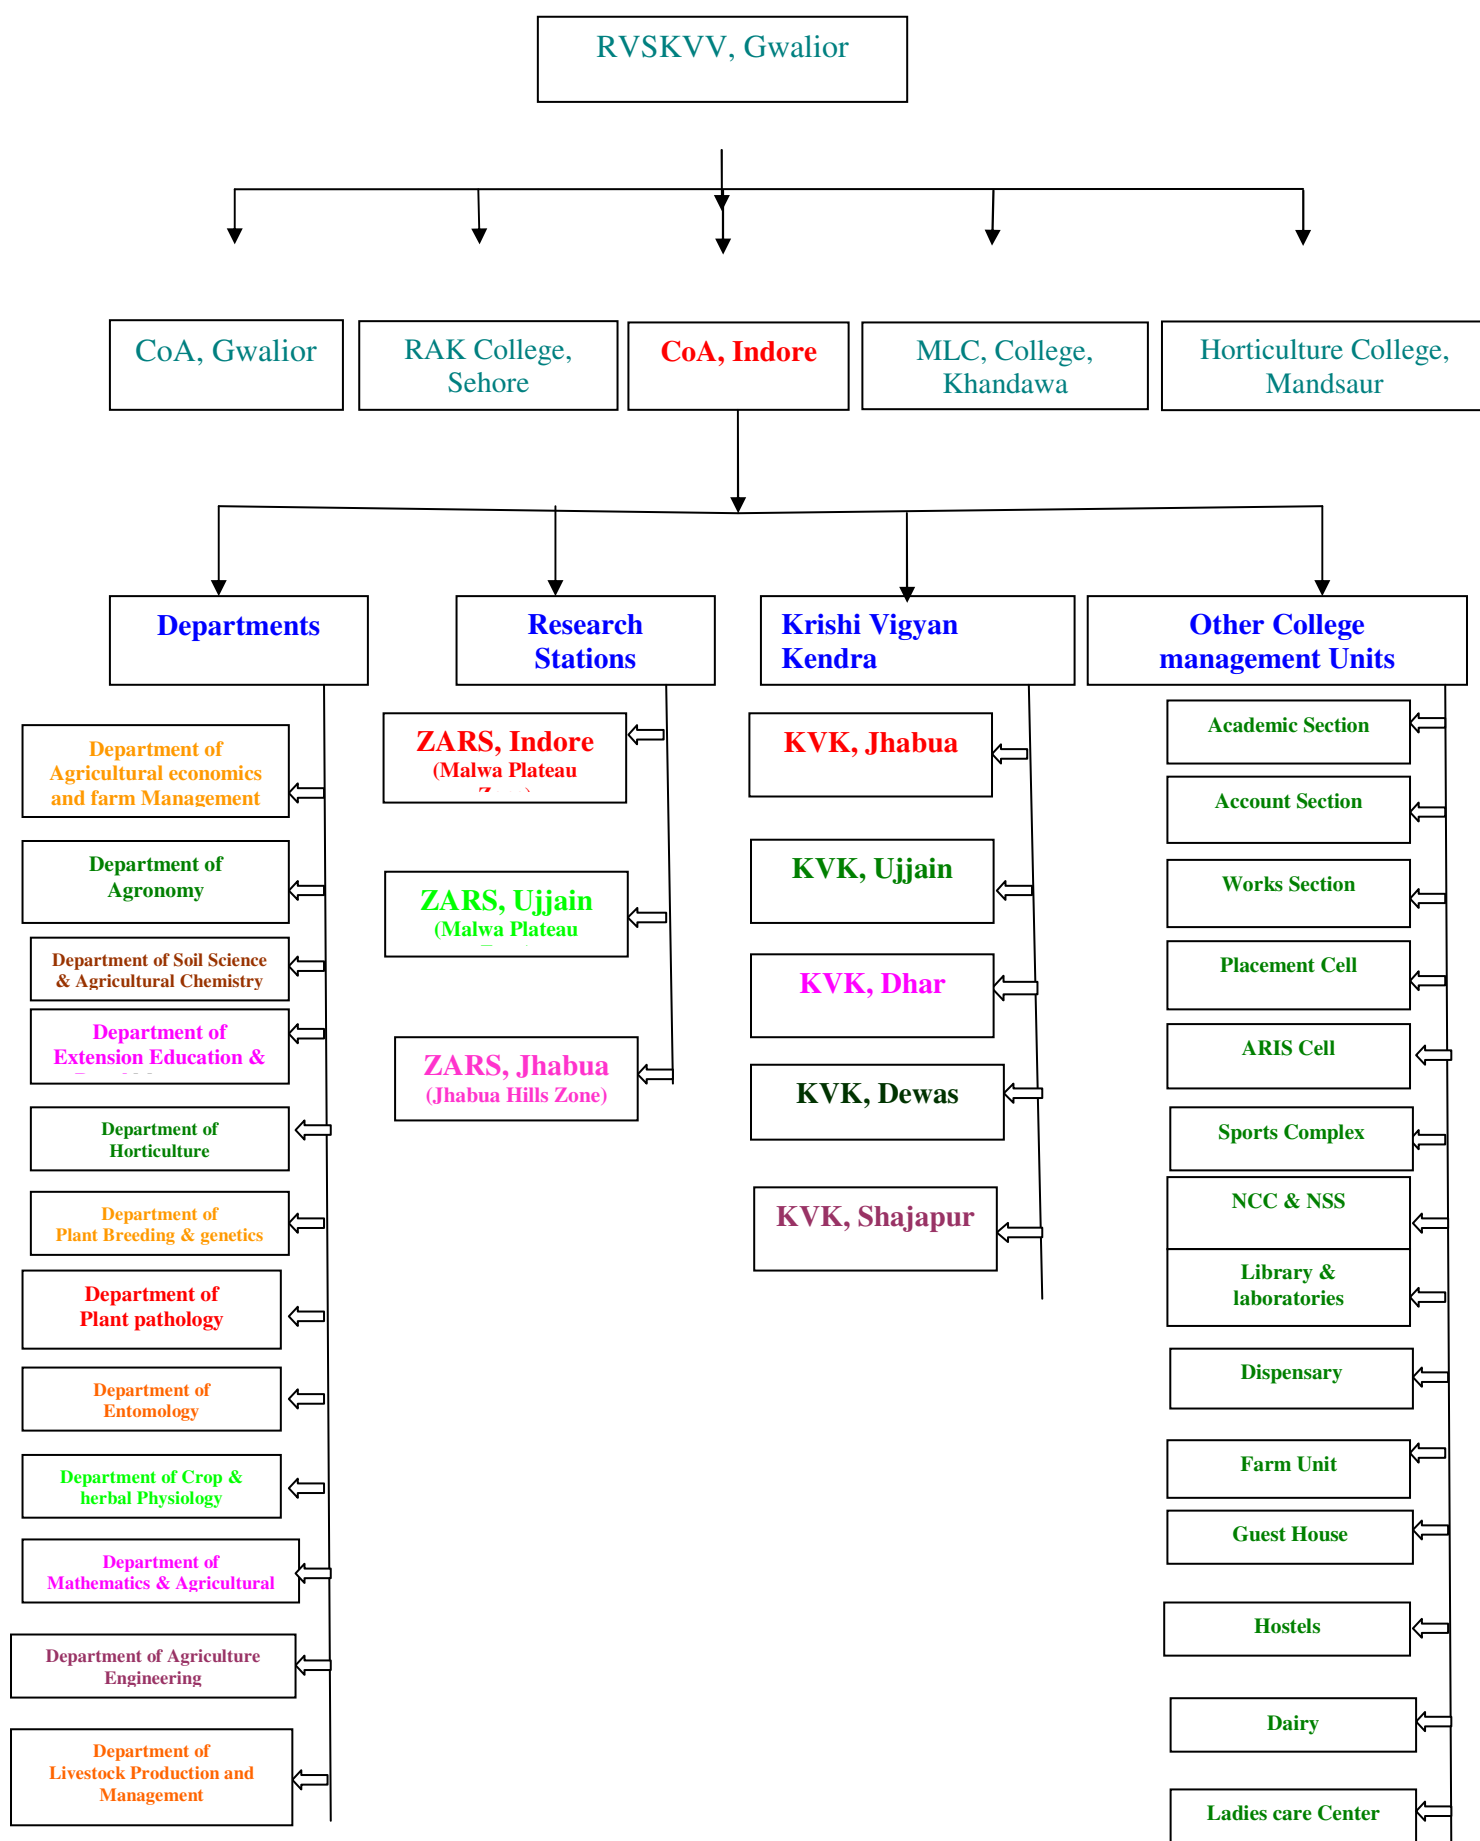 RVSKVV, Gwalior
CoA, Gwalior
RAK College,
Sehore
CoA, Indore
MLC, College,
Khandawa
Horticulture College,
Mandsaur
Departments
Research
Stations
Krishi Vigyan
Kendra
Other College
management Units
Department of
Agricultural economics
and farm Management
Department of
Agronomy
Department of Soil Science
& Agricultural Chemistry
Department of
Extension Education &
Department of
Horticulture
Department of
Plant Breeding & genetics
Department of
Plant pathology
Department of
Entomology
Department of Crop &
herbal Physiology
Department of
Mathematics & Agricultural
Department of Agriculture
Engineering
Department of
Livestock Production and
Management
ZARS, Indore
(Malwa Plateau
ZARS, Ujjain
(Malwa Plateau
ZARS, Jhabua
(Jhabua Hills Zone)
KVK, Jhabua
KVK, Ujjain
KVK, Dhar
KVK, Dewas
KVK, Shajapur
Academic Section
Account Section
Works Section
Placement Cell
ARIS Cell
Sports Complex
NCC & NSS
Library &
laboratories
Dispensary
Farm Unit
Guest House
Hostels
Dairy
Ladies care Center